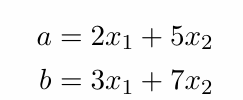 a = 2x₁ + 5x₂
b = 3x₁ + 7x₂